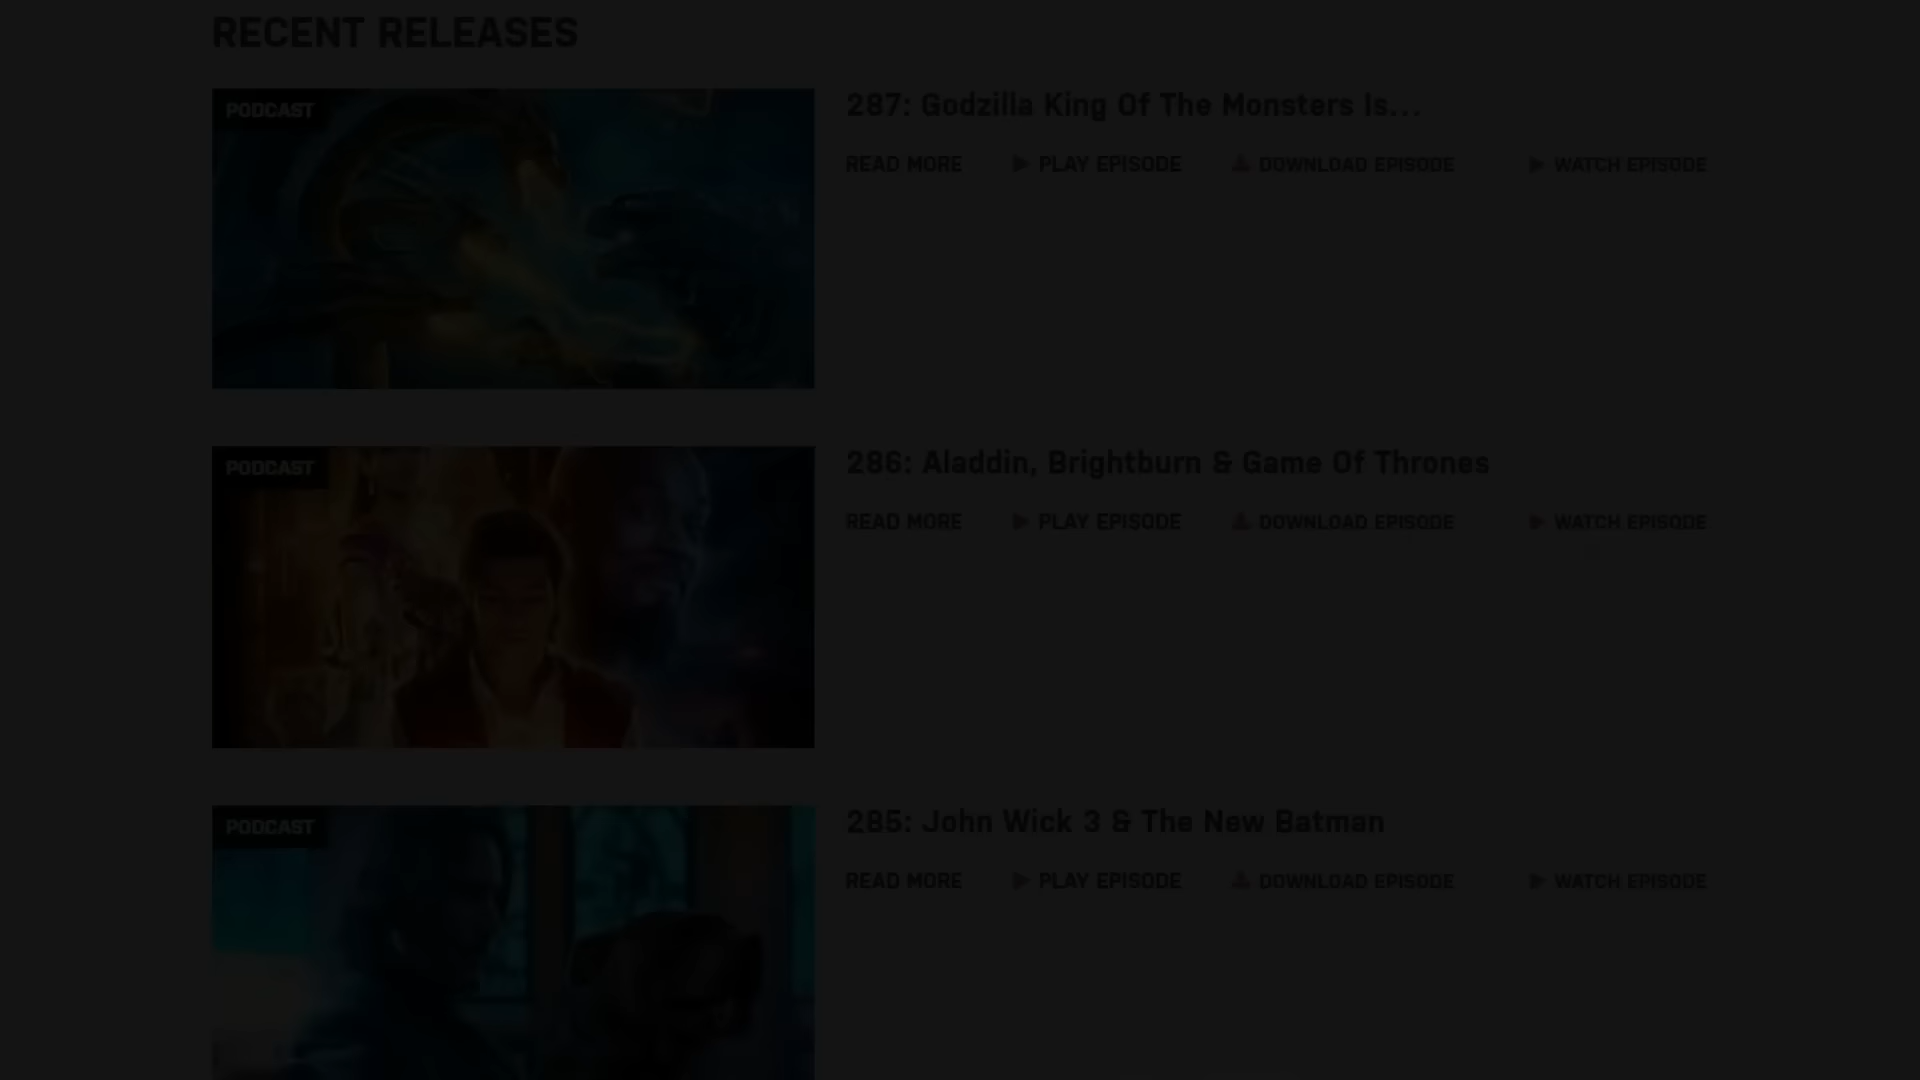 RECENT RELEASES
PODCAST
287: Godzilla King Of The Monsters Is...
READ MORE PLAY EPISODE DOWNLOAD EPISODE WATCH EPISODE
PODCAST
286: Aladdin, Brightburn & Game Of Thrones
READ MORE PLAY EPISODE DOWNLOAD EPISODE WATCH EPISODE
PODCAST
285: John Wick 3 & The New Batman
READ MORE PLAY EPISODE DOWNLOAD EPISODE WATCH EPISODE